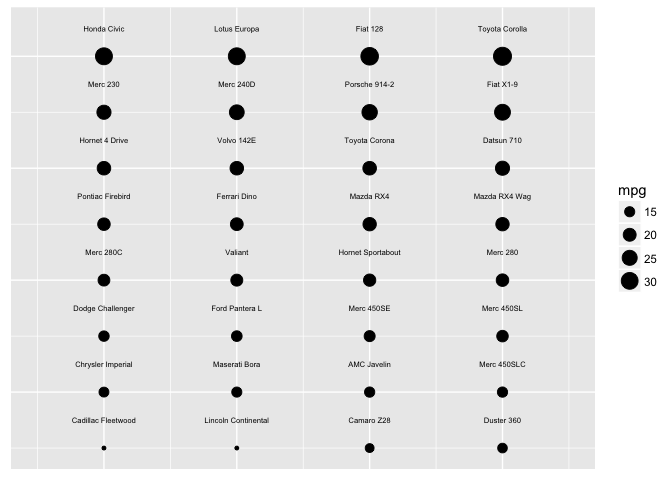 Honda Civic Lotus Europa Fiat 128 Toyota Corolla
Merc 230 Merc 240D Porsche 914-2 Fiat X1-9
Hornet 4 Drive Volvo 142E Toyota Corona Datsun 710
Pontiac Firebird Ferrari Dino Mazda RX4 Mazda RX4 Wag
Merc 280C Valiant Hornet Sportabout Merc 280
Dodge Challenger Ford Pantera L Merc 450SE Merc 450SL
Chrysler Imperial Maserati Bora AMC Javelin Merc 450SLC
Cadillac Fleetwood Lincoln Continental Camaro Z28 Duster 360
mpg
15
20
25
30